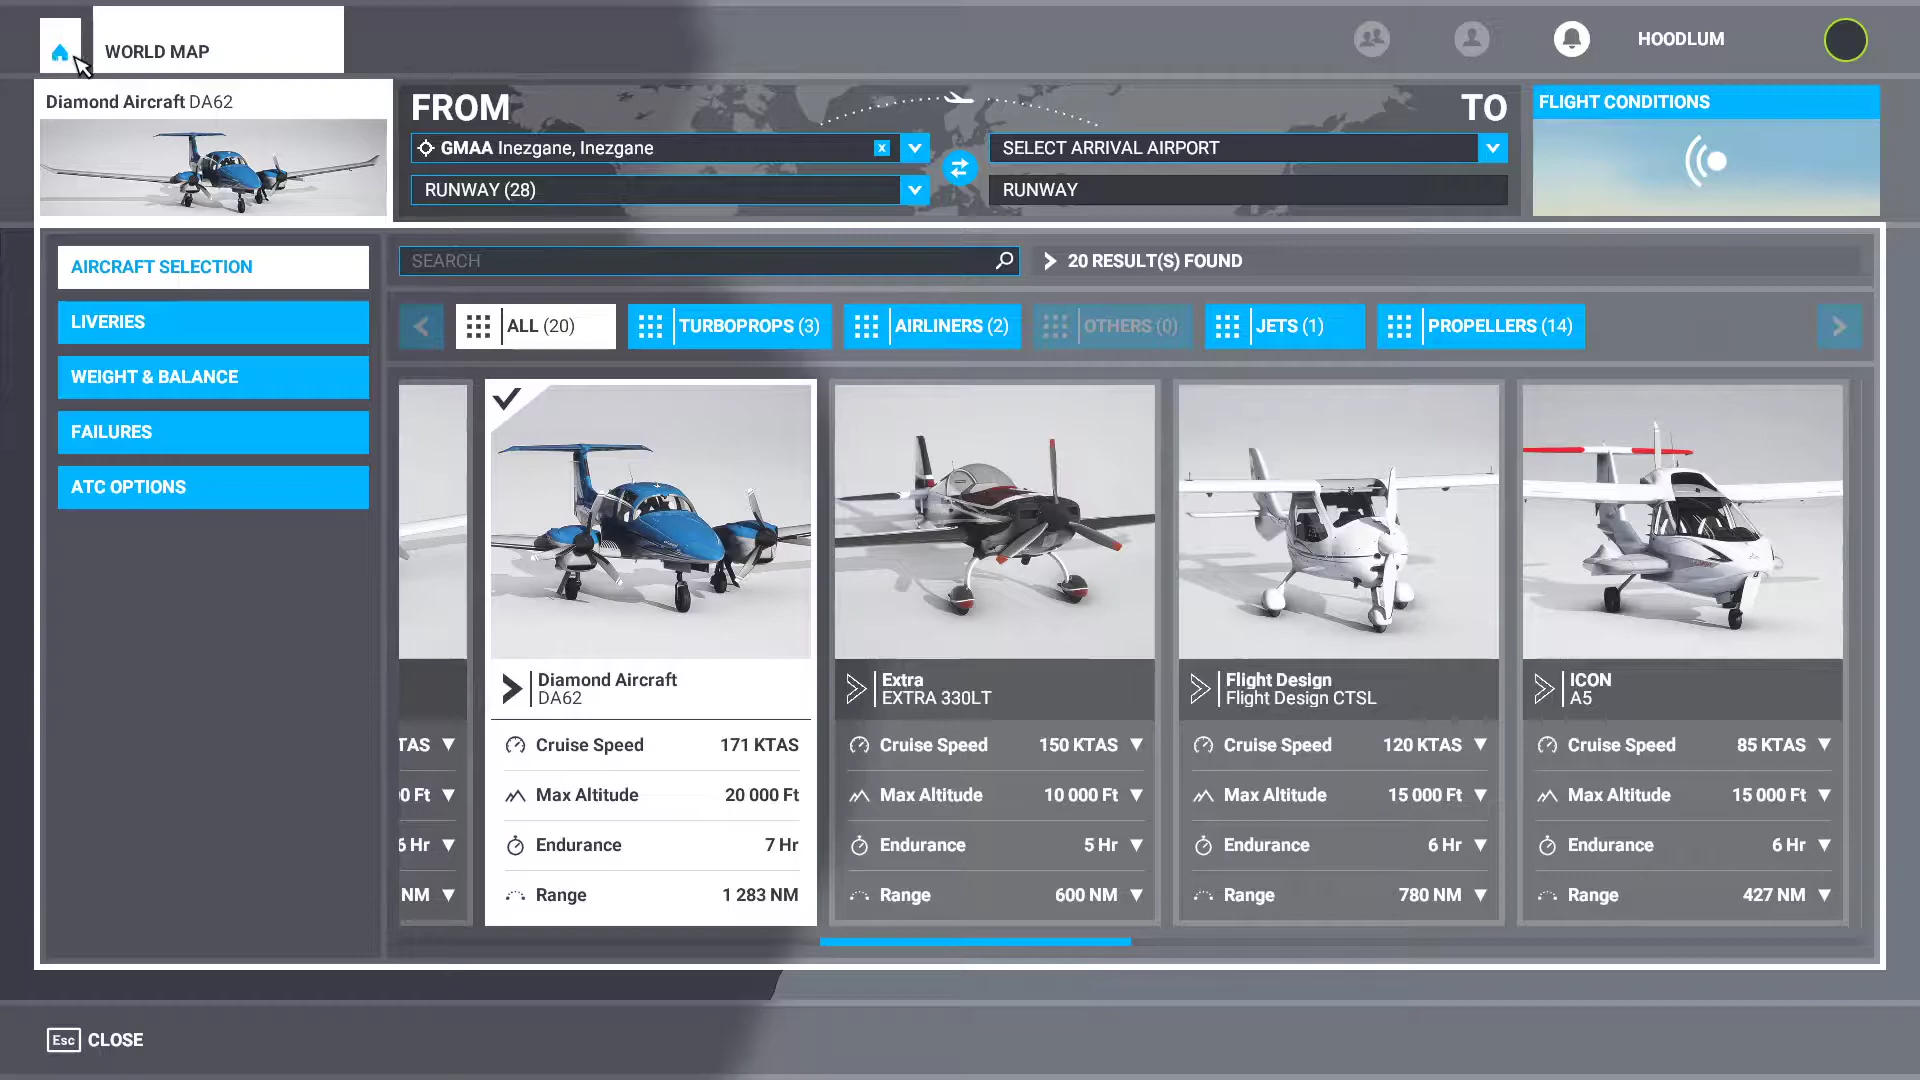 WORLD MAP
HOODLUM
Diamond Aircraft DA62
FROM
TO
GMAA Inezgane, Inezgane
x
SELECT ARRIVAL AIRPORT
RUNWAY (28)
RUNWAY
FLIGHT CONDITIONS
AIRCRAFT SELECTION
LIVERIES
WEIGHT & BALANCE
FAILURES
ATC OPTIONS
SEARCH
20 RESULT(S) FOUND
ALL (20)
TURBOPROPS (3)
AIRLINERS (2)
OTHERS (0)
JETS (1)
PROPELLERS (14)
TAS
0 Ft
6 Hr
NM
Diamond Aircraft
DA62
Cruise Speed 171 KTAS
Max Altitude 20 000 Ft
Endurance 7 Hr
Range 1 283 NM
Extra
EXTRA 330LT
Cruise Speed 150 KTAS
Max Altitude 10 000 Ft
Endurance 5 Hr
Range 600 NM
Flight Design
Flight Design CTSL
Cruise Speed 120 KTAS
Max Altitude 15 000 Ft
Endurance 6 Hr
Range 780 NM
ICON
A5
Cruise Speed 85 KTAS
Max Altitude 15 000 Ft
Endurance 6 Hr
Range 427 NM
Esc CLOSE